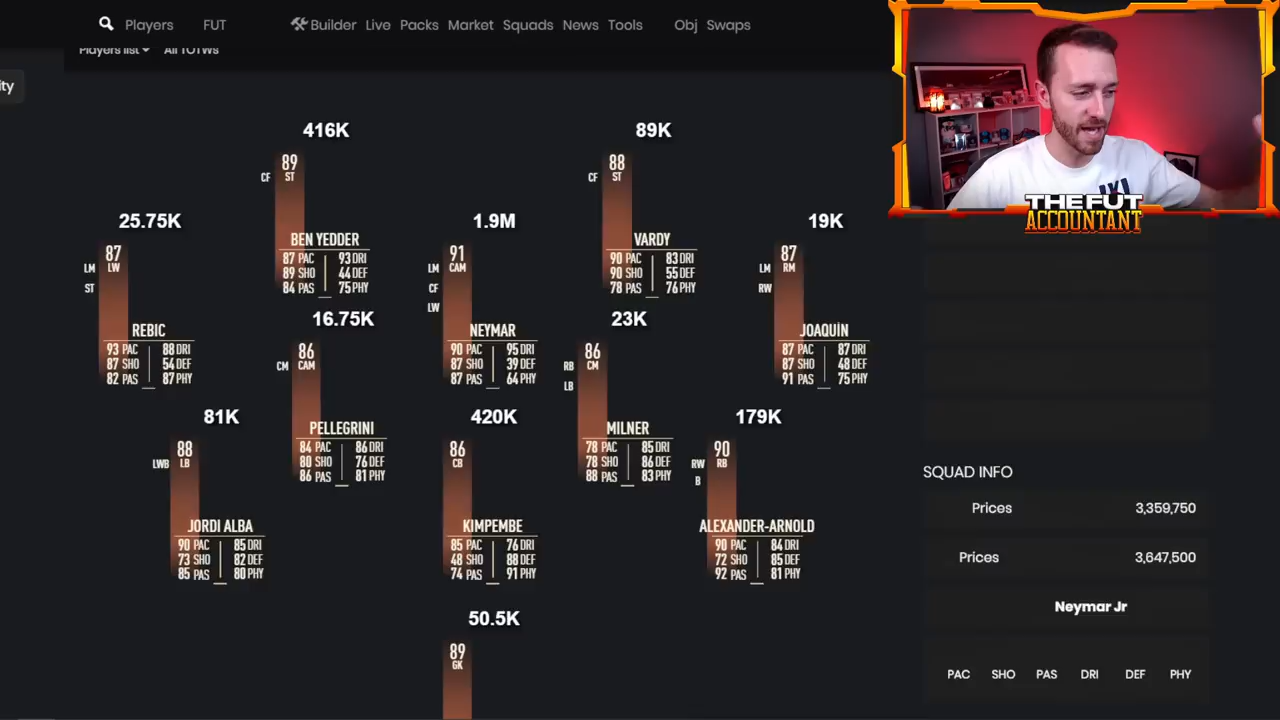 Players FUT Builder Live Packs Market Squads News Tools Obj Swaps
Players list All TOTWs
ity
THE FUT
ACCOUNTANT
416K
89
CF ST
BEN YEDDER
87 PAC 93 DRI
89 SHO 44 DEF
84 PAS 75 PHY
89K
88
CF ST
VARDY
90 PAC 83 DRI
90 SHO 55 DEF
78 PAS 76 PHY
25.75K
87
LM LW
ST
REBIC
93 PAC 88 DRI
87 SHO 54 DEF
82 PAS 87 PHY
1.9M
91
LM CAM
CF
LW
NEYMAR
90 PAC 95 DRI
87 SHO 39 DEF
87 PAS 64 PHY
19K
87
LM RM
RW
JOAQUÍN
87 PAC 87 DRI
87 SHO 48 DEF
91 PAS 75 PHY
16.75K
86
CM CAM
PELLEGRINI
84 PAC 86 DRI
80 SHO 76 DEF
86 PAS 81 PHY
23K
86
RB CM
LB
MILNER
78 PAC 85 DRI
78 SHO 86 DEF
88 PAS 83 PHY
81K
88
LWB LB
JORDI ALBA
90 PAC 85 DRI
73 SHO 82 DEF
85 PAS 80 PHY
420K
86
CB
KIMPEMBE
85 PAC 76 DRI
48 SHO 88 DEF
74 PAS 91 PHY
179K
90
RW RB
B
ALEXANDER-ARNOLD
90 PAC 84 DRI
72 SHO 85 DEF
92 PAS 81 PHY
50.5K
89
GK
SQUAD INFO
Prices 3,359,750
Prices 3,647,500
Neymar Jr
PAC SHO PAS DRI DEF PHY